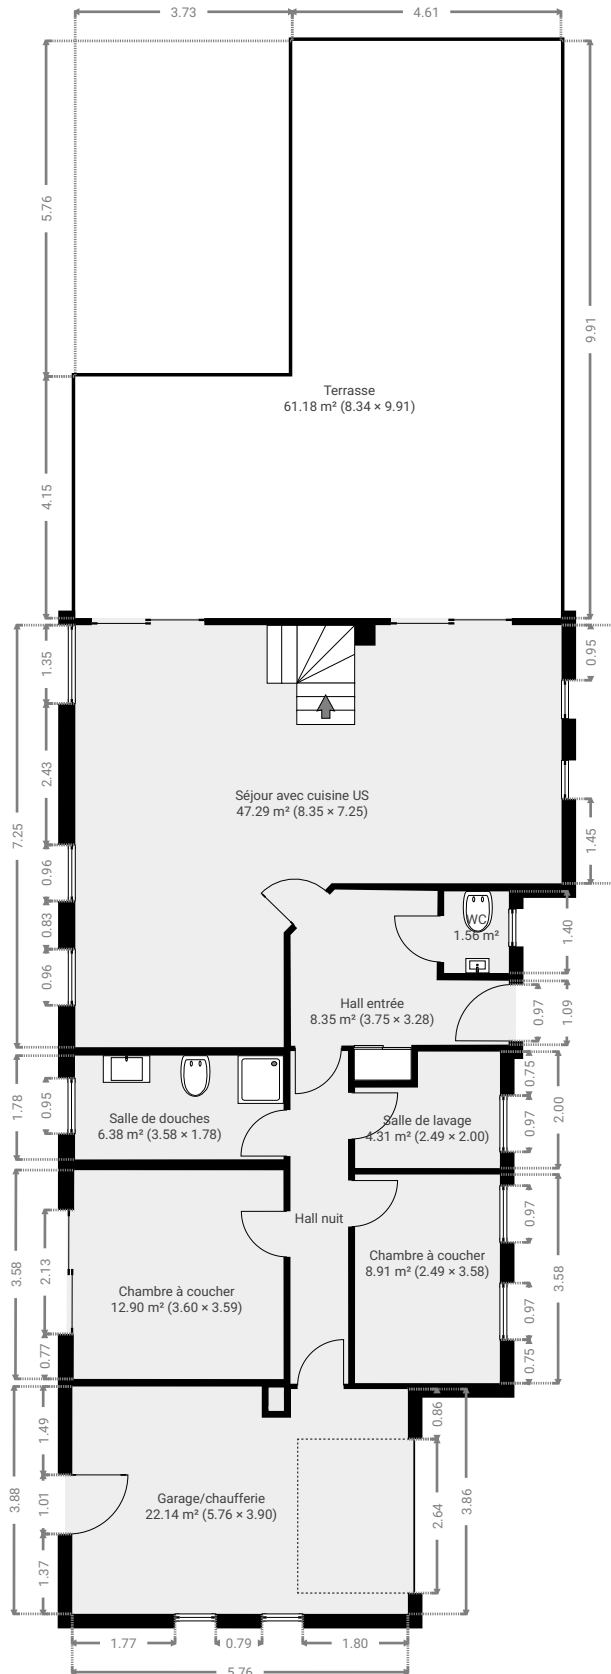 3.73
4.61
5.76
9.91
Terrasse
61.18 m² (8.34 × 9.91)
4.15
1.35
0.95
2.43
7.25
Séjour avec cuisine US
47.29 m² (8.35 × 7.25)
1.45
0.96
0.83
0.96
WC
1.56 m²
1.40
Hall entrée
8.35 m² (3.75 × 3.28)
0.97
1.09
1.78
0.95
Salle de douches
6.38 m² (3.58 × 1.78)
Salle de lavage
4.31 m² (2.49 × 2.00)
0.75
0.97
2.00
Hall nuit
3.58
2.13
0.77
Chambre à coucher
12.90 m² (3.60 × 3.59)
Chambre à coucher
8.91 m² (2.49 × 3.58)
0.97
0.97
0.75
3.58
3.88
1.49
1.01
1.37
Garage/chaufferie
22.14 m² (5.76 × 3.90)
0.86
2.64
3.86
1.77
0.79
1.80
5.76